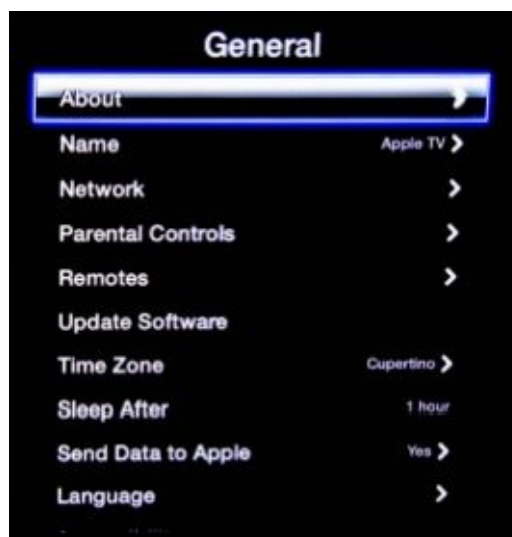 General
About
Name Apple TV
Network
Parental Controls
Remotes
Update Software
Time Zone Cupertino
Sleep After 1 hour
Send Data to Apple Yes
Language